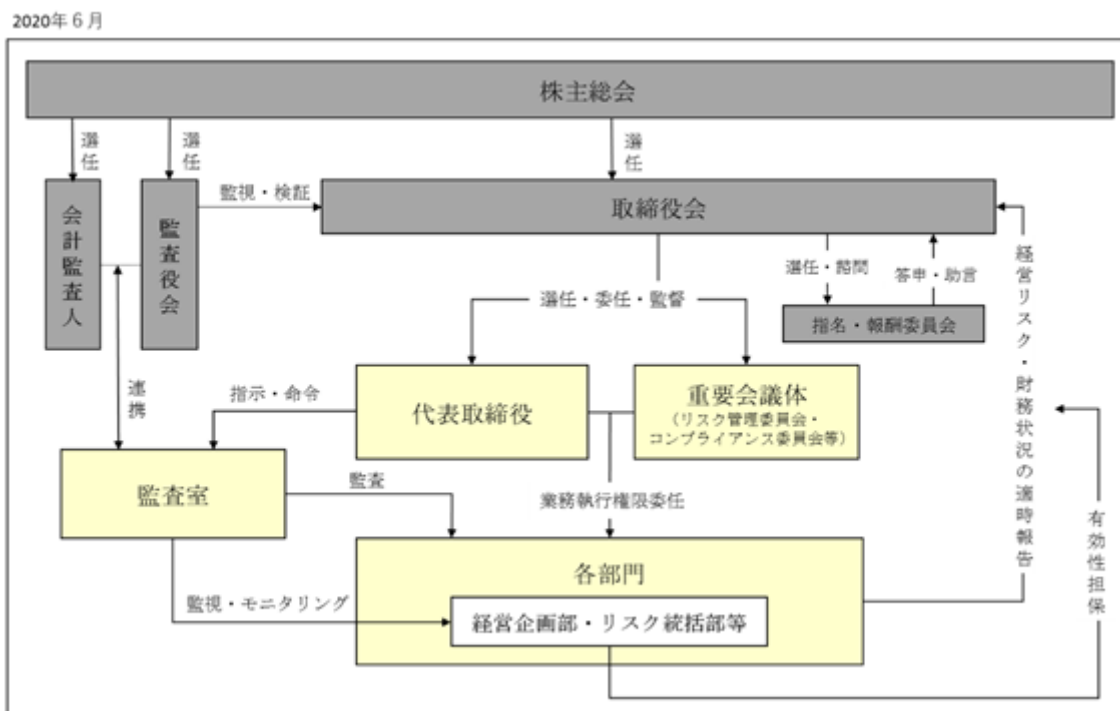 2020年6月
株主総会
選任
選任
選任
会計監査人
監査役会
監視・検証
取締役会
選任・諮問
答申・助言
指名・報酬委員会
選任・委任・監督
経営リスク・財務状況の適時報告
連携
指示・命令
代表取締役
重要会議体
(リスク管理委員会・
コンプライアンス委員会等)
監査室
監査
業務執行権限委任
有効性担保
各部門
監視・モニタリング
経営企画部・リスク統括部等